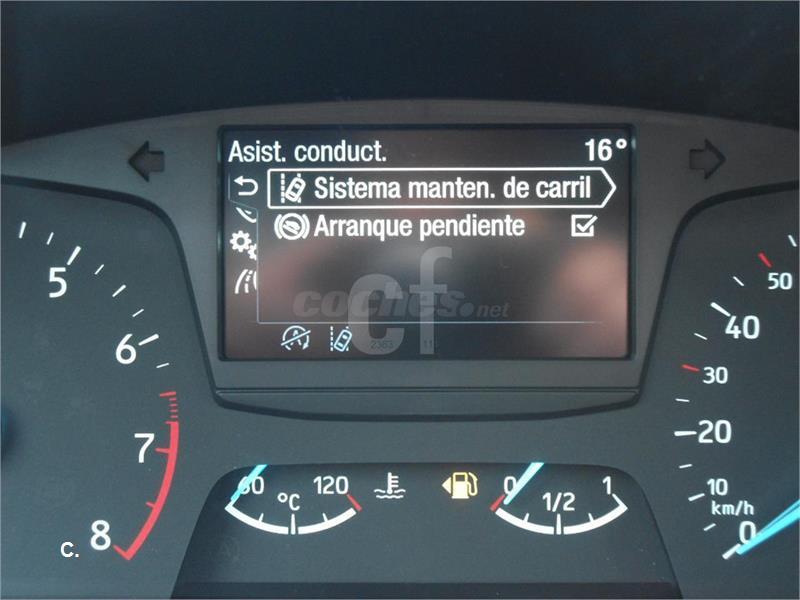 Asist. conduct. 16°
Sistema manten. de carril
Arranque pendiente
cf
coches.net
5
6
7
8
50
40
30
20
10
km/h
0
60 °C 120
0 1/2 1
C.